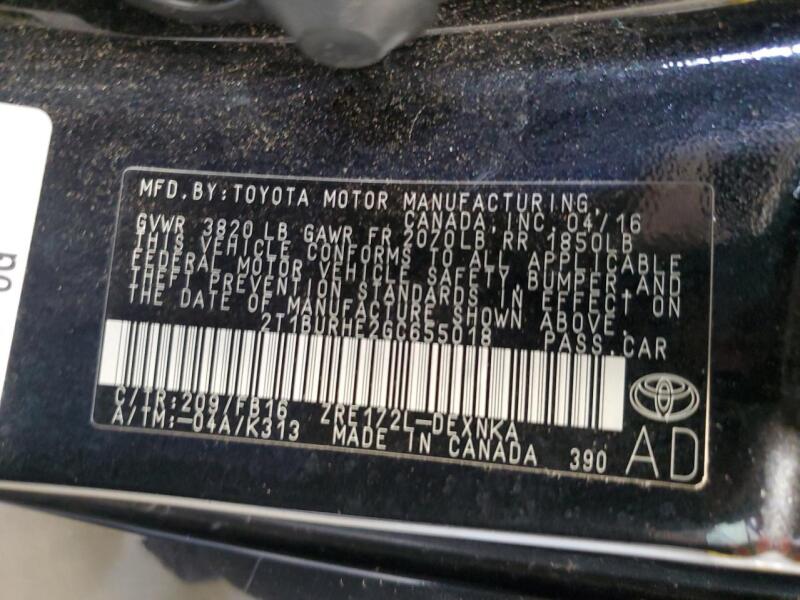 MFD. BY: TOYOTA MOTOR MANUFACTURING,
CANADA, INC. 04/16
GVWR 3820 LB GAWR FR 2070LB RR 1850LB
THIS VEHICLE CONFORMS TO ALL APPLICABLE
FEDERAL MOTOR VEHICLE SAFETY, BUMPER, AND
THEFT PREVENTION STANDARDS IN EFFECT ON
THE DATE OF MANUFACTURE SHOWN ABOVE.
2T1BURHE2GC655018 PASS.CAR
C/TR:209/FB16 ZRE172L-DEXNKA
A/TM:-04A/K313 MADE IN CANADA 390 AD